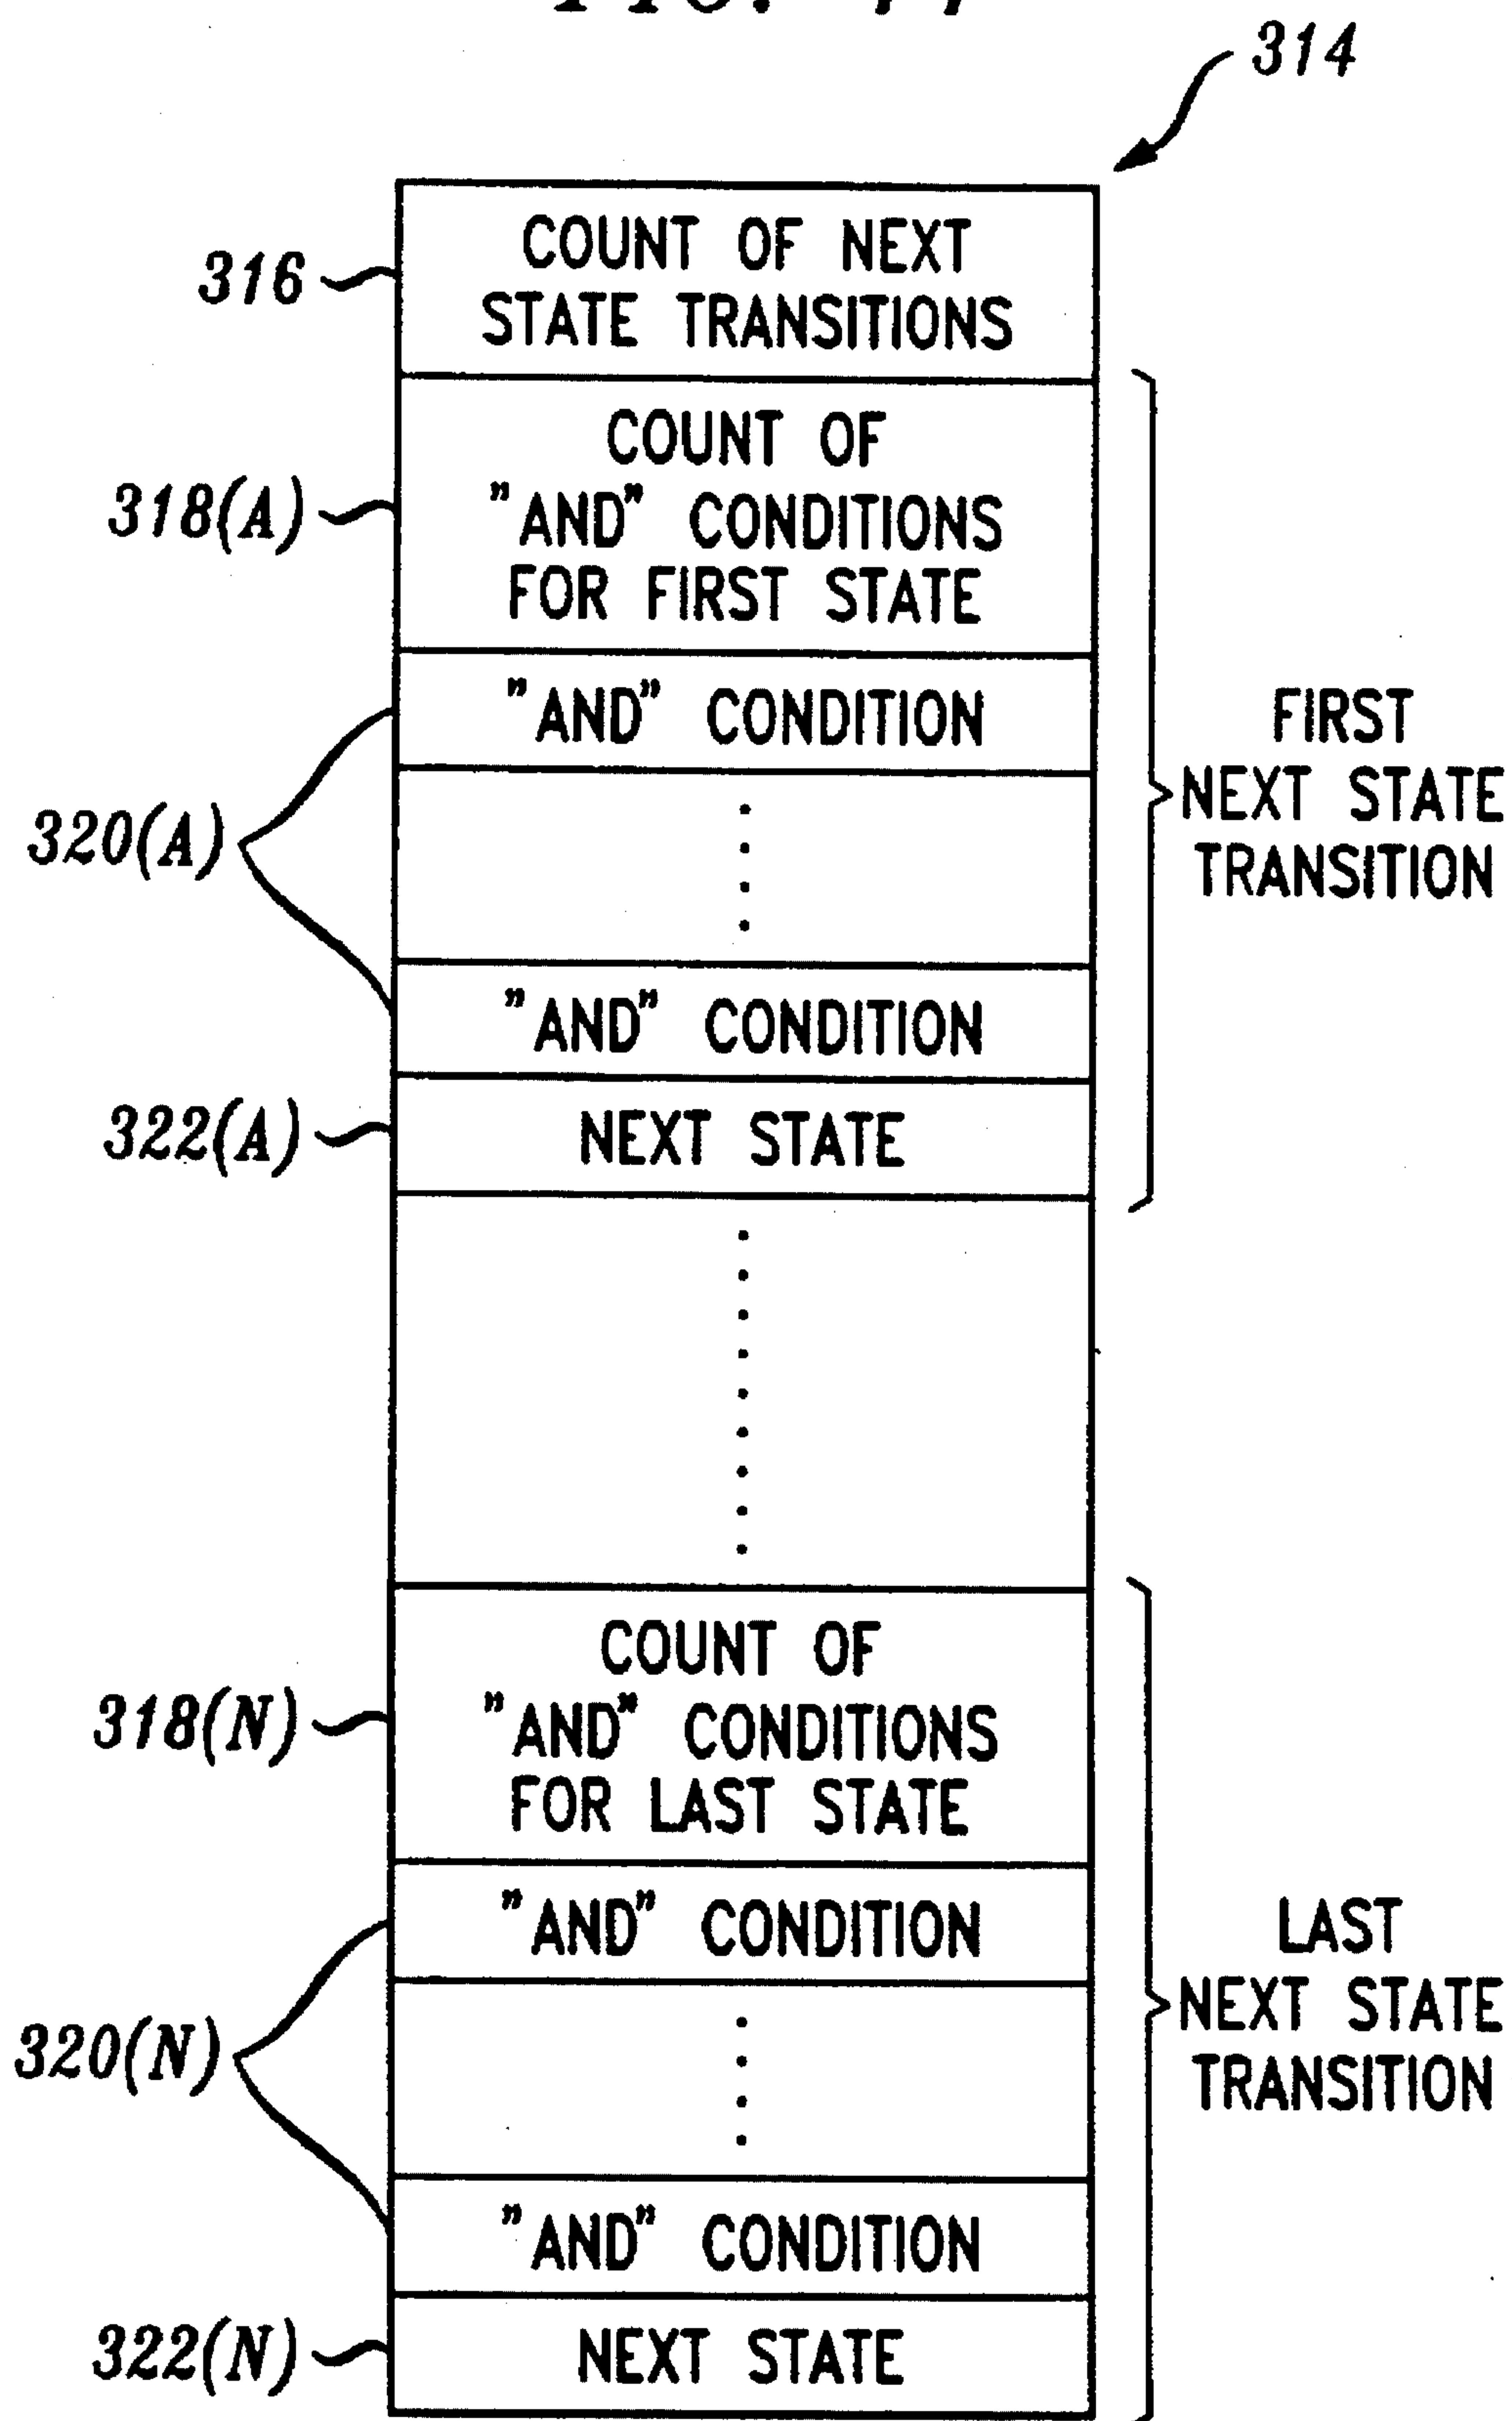 314
316
COUNT OF NEXT
STATE TRANSITIONS
318(A)
COUNT OF
"AND" CONDITIONS
FOR FIRST STATE
"AND" CONDITION
320(A)
"AND" CONDITION
322(A)
NEXT STATE
FIRST
NEXT STATE
TRANSITION
318(N)
COUNT OF
"AND" CONDITIONS
FOR LAST STATE
"AND" CONDITION
320(N)
"AND" CONDITION
322(N)
NEXT STATE
LAST
NEXT STATE
TRANSITION